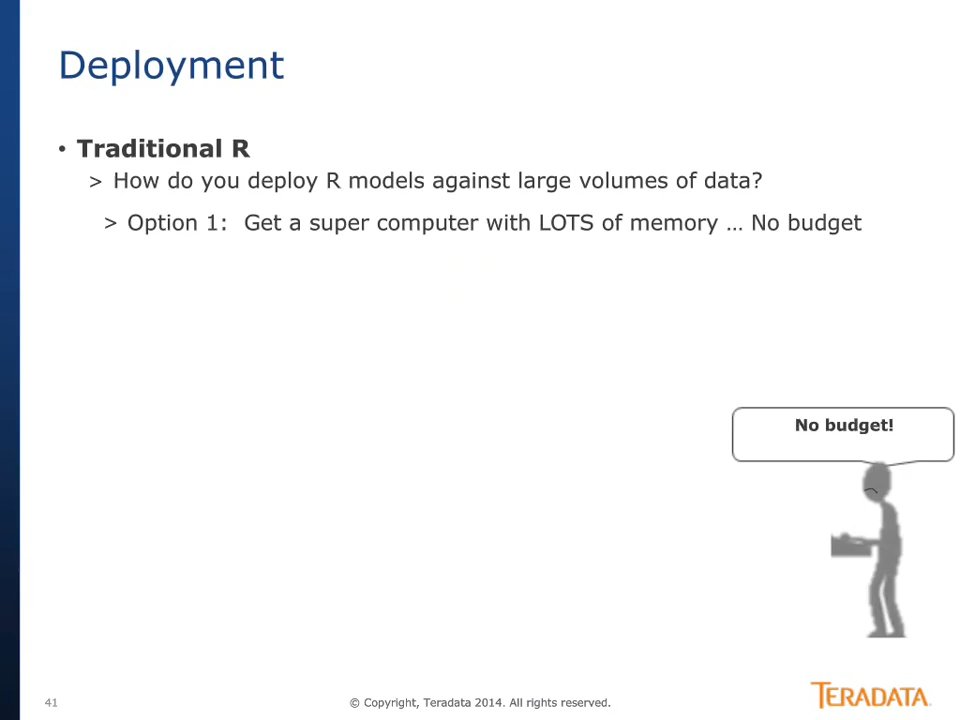 Deployment
• Traditional R
> How do you deploy R models against large volumes of data?
> Option 1: Get a super computer with LOTS of memory … No budget
No budget!
41
© Copyright, Teradata 2014. All rights reserved.
TERADATA.